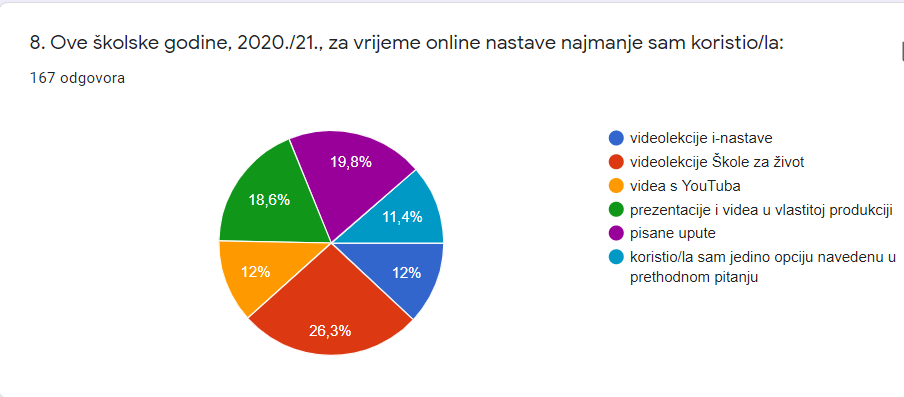 8. Ove školske godine, 2020./21., za vrijeme online nastave najmanje sam koristio/la:
167 odgovora
19,8%
18,6%
11,4%
12%
12%
26,3%
videolekcije i-nastave
videolekcije Škole za život
videa s YouTuba
prezentacije i videa u vlastitoj produkciji
pisane upute
koristio/la sam jedino opciju navedenu u
prethodnom pitanju